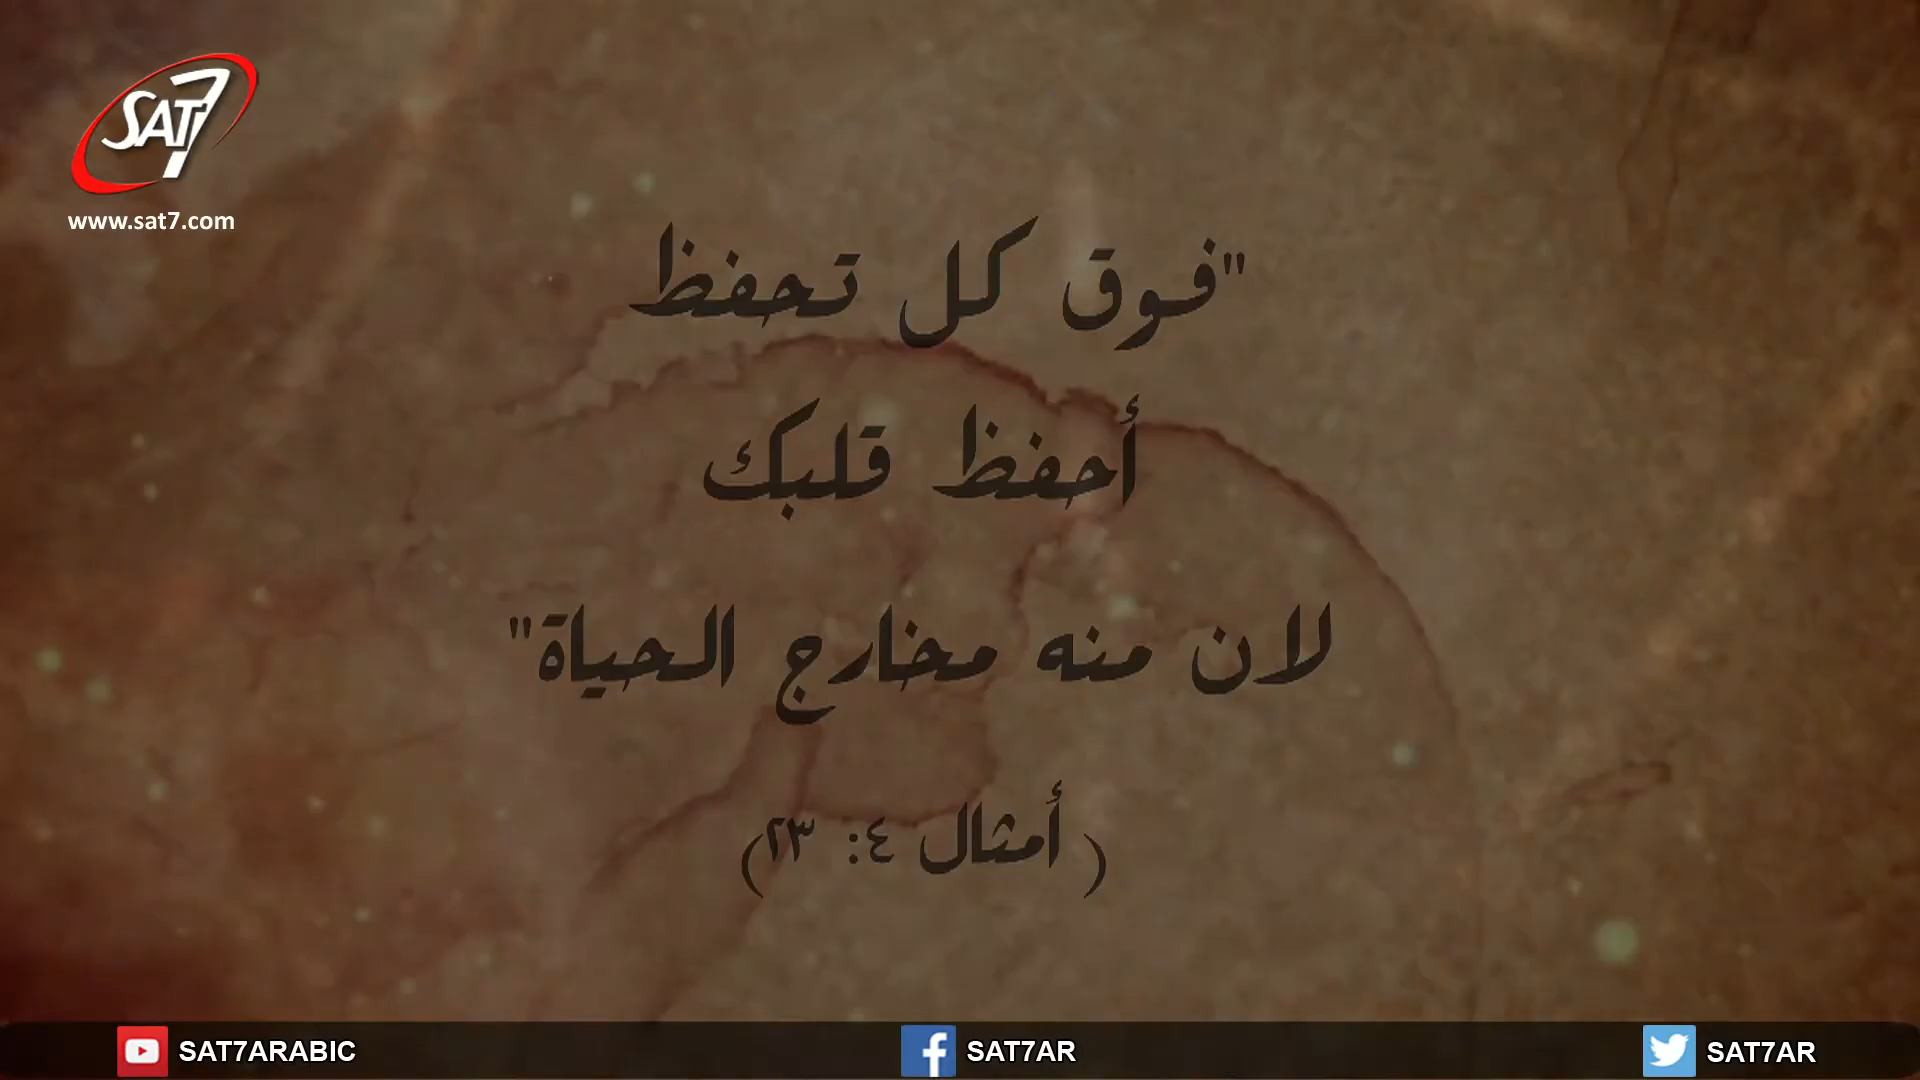 SAT7
www.sat7.com
"فوق كل تحفظ
أحفظ قلبك
لان منه مخارج الحياة"
( أمثال ٤: ٢٣)
SAT7ARABIC
SAT7AR
SAT7AR